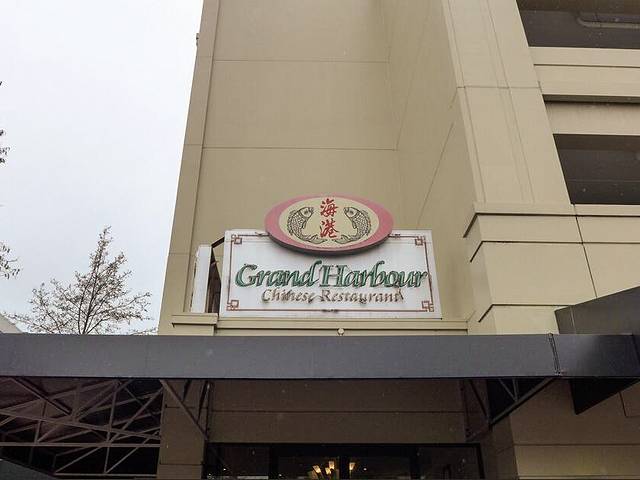 海
港
Grand Harbour
Chinese Restaurant